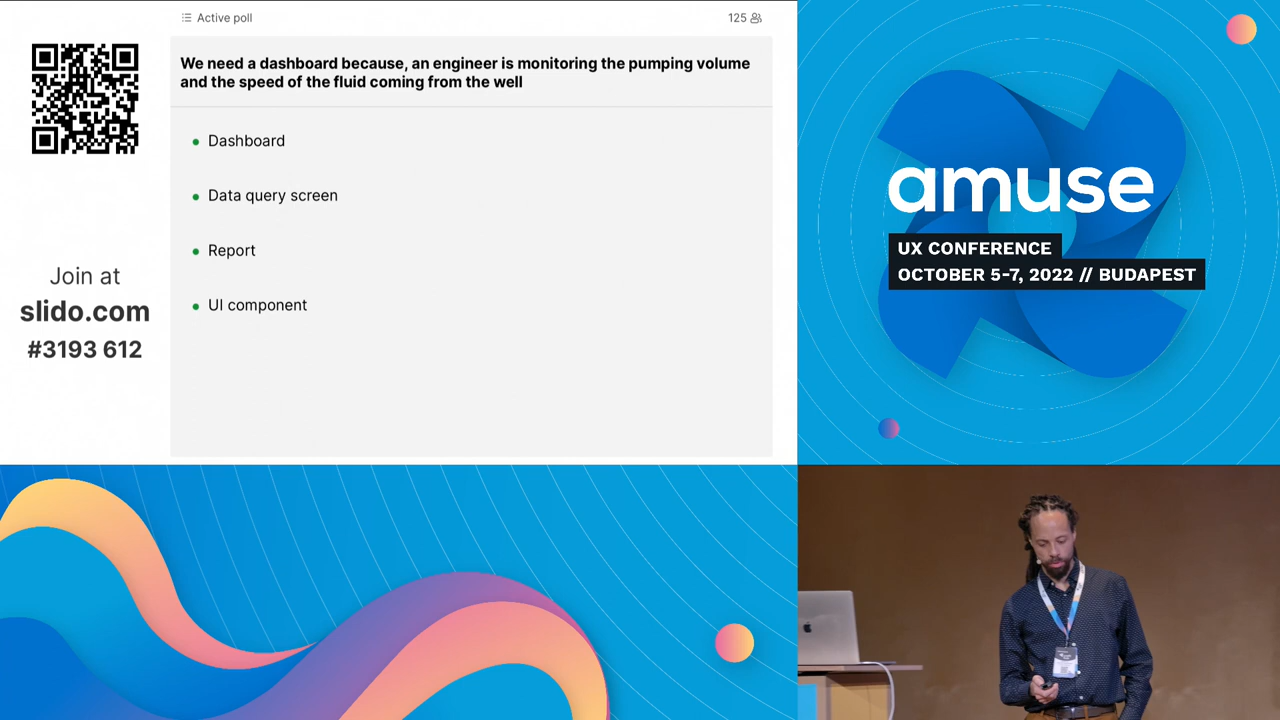 Active poll
125
We need a dashboard because, an engineer is monitoring the pumping volume
and the speed of the fluid coming from the well
Dashboard
Data query screen
Report
UI component
Join at
slido.com
#3193 612
amuse
UX CONFERENCE
OCTOBER 5-7, 2022 // BUDAPEST